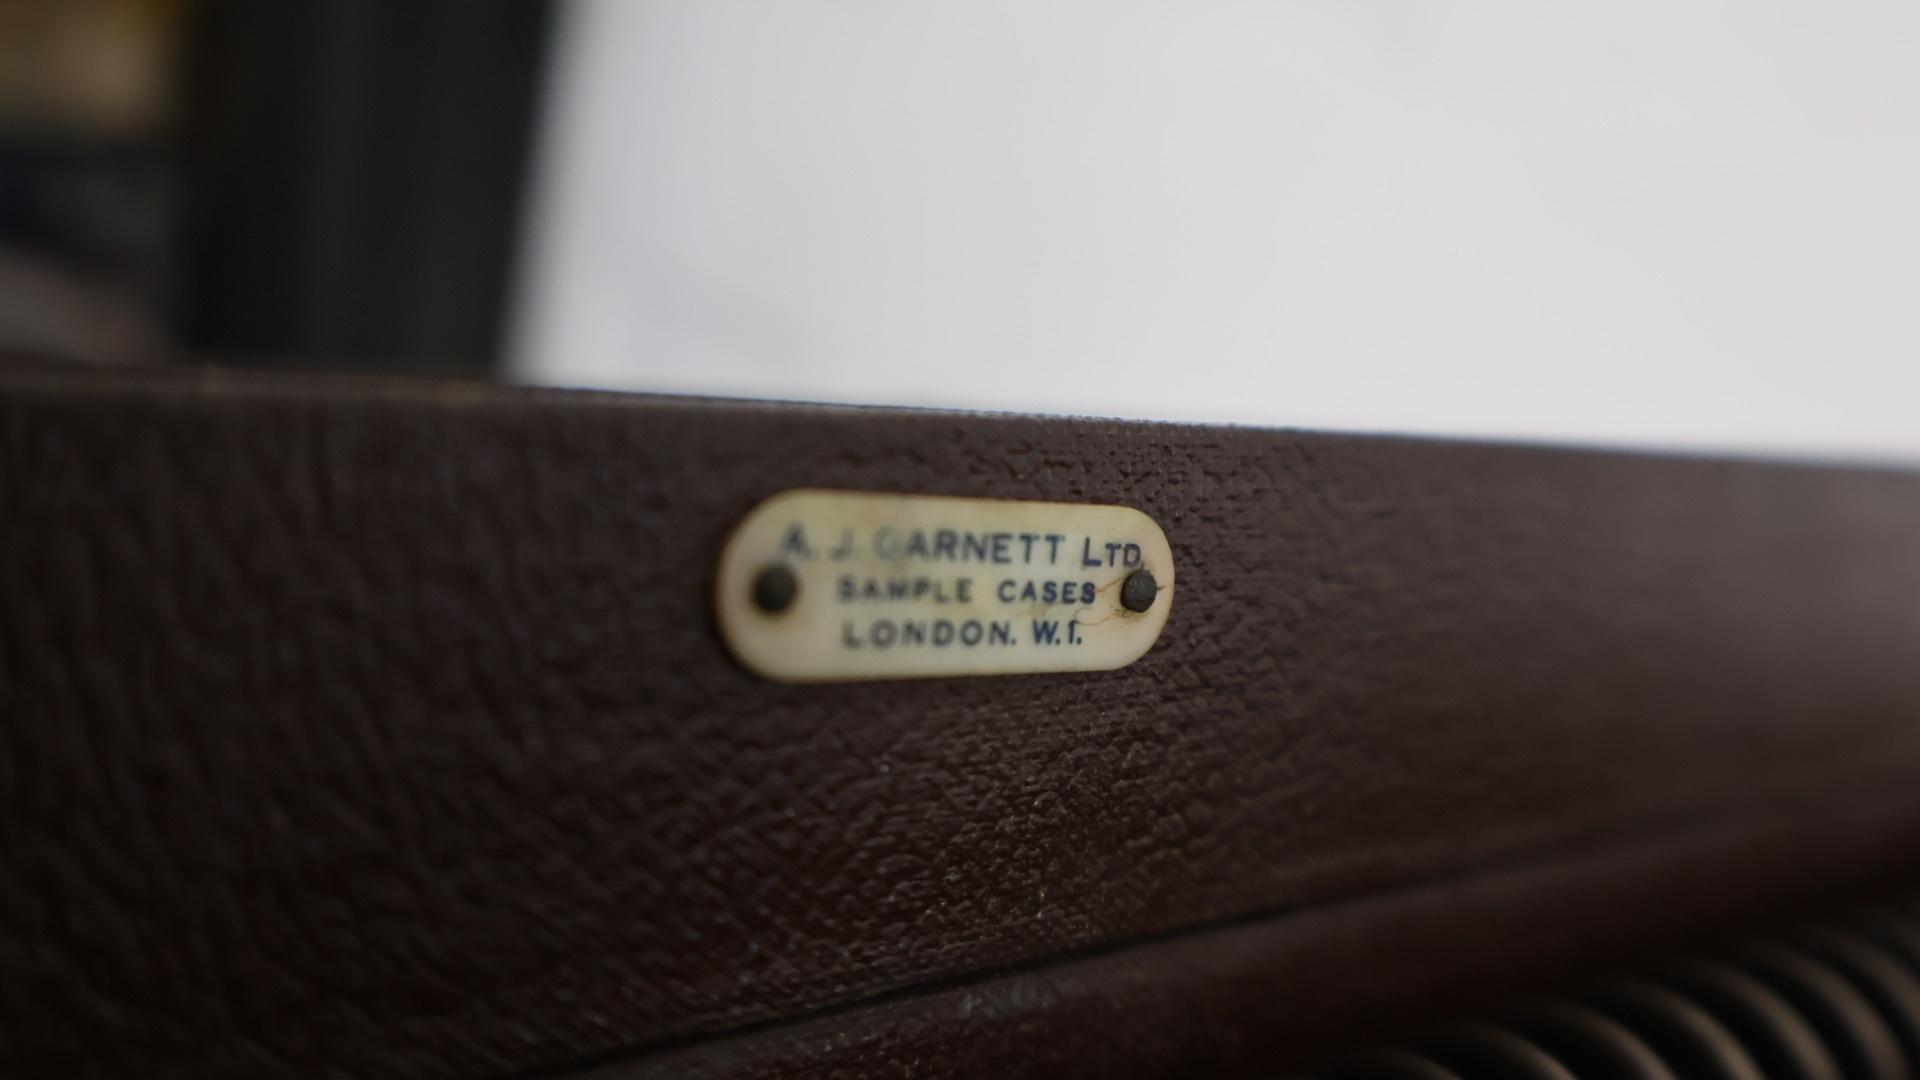 A. J. GARNETT LTD
SAMPLE CASES
LONDON. W.1.